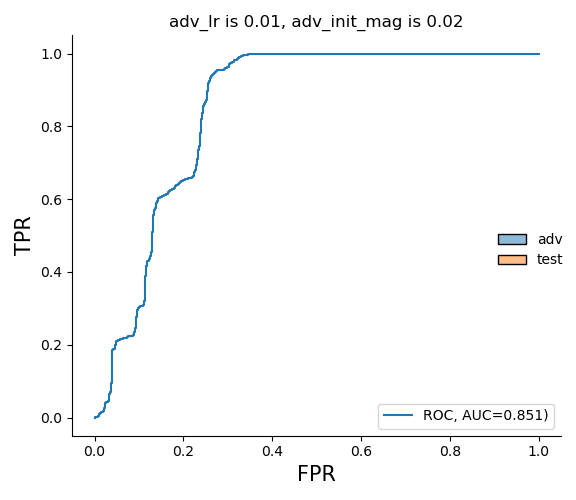 adv_lr is 0.01, adv_init_mag is 0.02
1.0
0.8
0.6
0.4
0.2
0.0
TPR
adv
test
ROC, AUC=0.851)
0.0 0.2 0.4 0.6 0.8 1.0
FPR